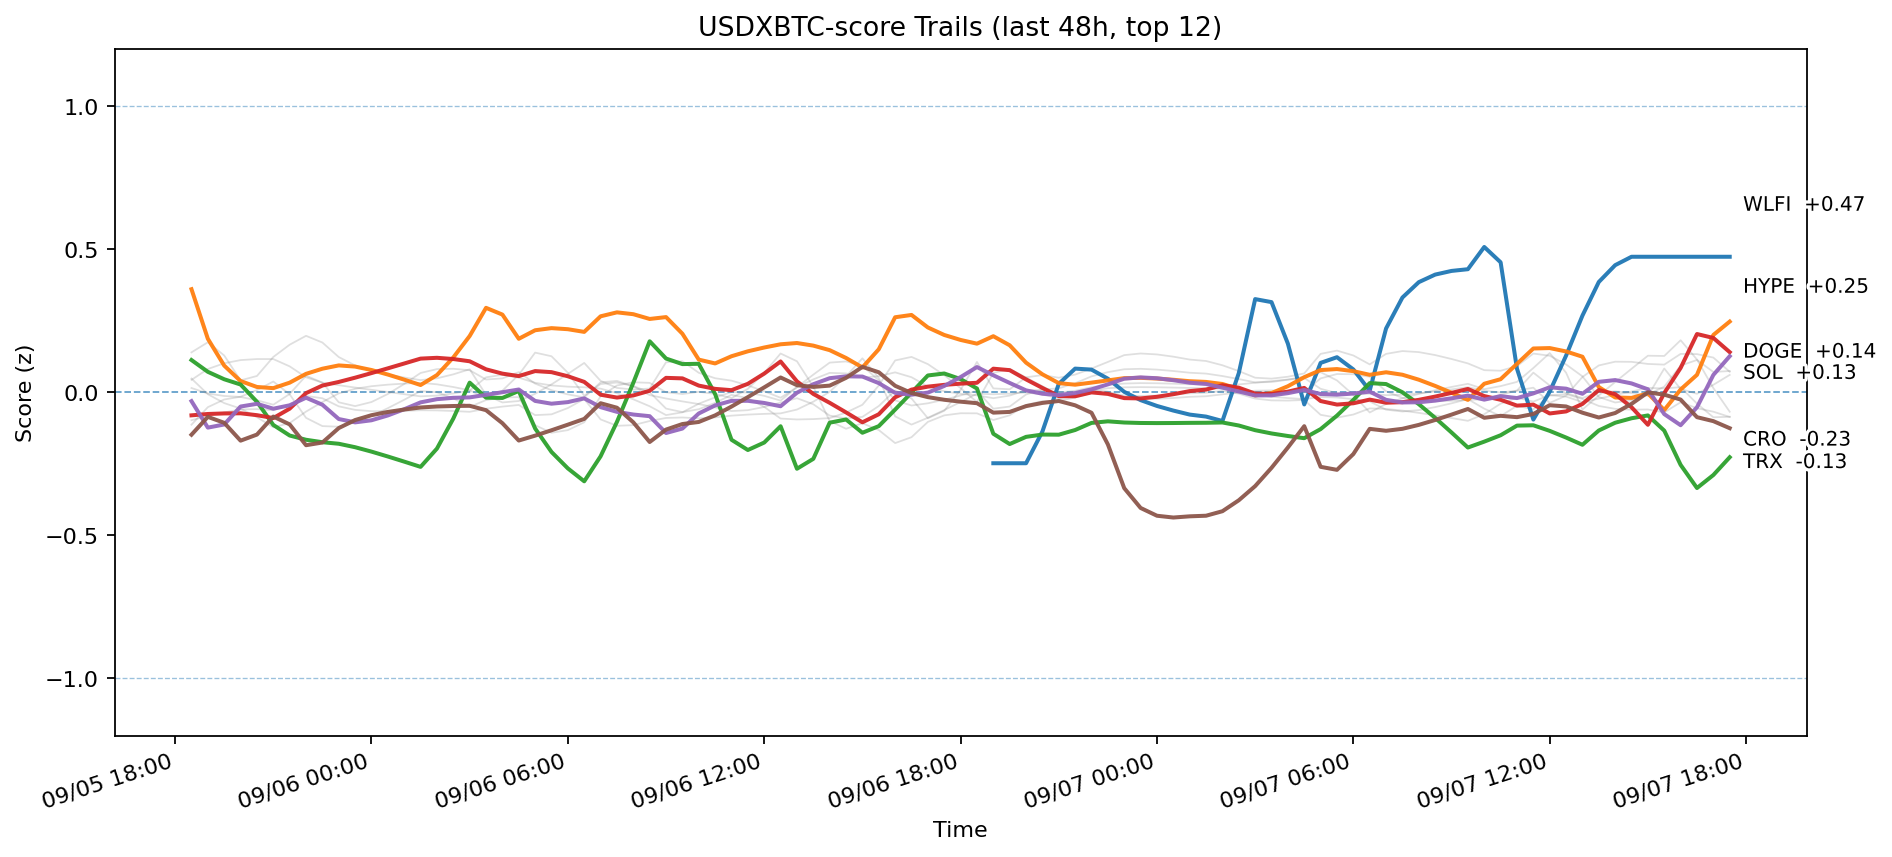 USDXBTC-score Trails (last 48h, top 12)
Score (z)
1.0
0.5
0.0
−0.5
−1.0
WLFI +0.47
HYPE +0.25
DOGE +0.14
SOL +0.13
CRO -0.23
TRX -0.13
09/05 18:00
09/06 00:00
09/06 06:00
09/06 12:00
09/06 18:00
09/07 00:00
09/07 06:00
09/07 12:00
09/07 18:00
Time